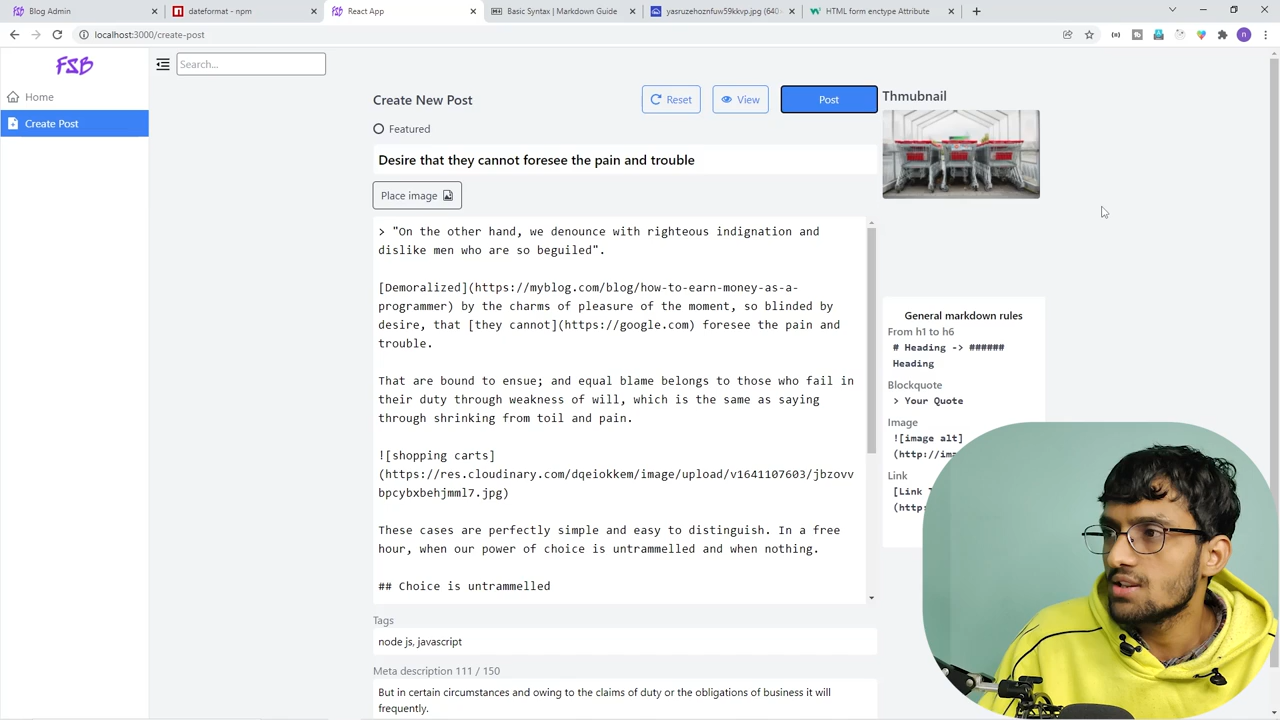 Blog Admin
dateformat - npm
React App
Basic Syntax | Markdown Guide
yasruzehoznfuw59kkvp.jpg (640
HTML form enctype Attribute
localhost:3000/create-post
n
FSB
Search...
Home
Create Post
Create New Post
Reset
View
Post
Thmubnail
Featured
Desire that they cannot foresee the pain and trouble
Place image
> "On the other hand, we denounce with righteous indignation and
dislike men who are so beguiled".
[Demoralized](https://myblog.com/blog/how-to-earn-money-as-a-
programmer) by the charms of pleasure of the moment, so blinded by
desire, that [they cannot](https://google.com) foresee the pain and
trouble.
That are bound to ensue; and equal blame belongs to those who fail in
their duty through weakness of will, which is the same as saying
through shrinking from toil and pain.
![shopping carts]
(https://res.cloudinary.com/dqeiokkem/image/upload/v1641107603/jbzovv
bpcybxbehjmml7.jpg)
These cases are perfectly simple and easy to distinguish. In a free
hour, when our power of choice is untrammelled and when nothing.
## Choice is untrammelled
Tags
node js, javascript
Meta description 111 / 150
But in certain circumstances and owing to the claims of duty or the obligations of business it will
frequently.
General markdown rules
From h1 to h6
# Heading -> ######
Heading
Blockquote
> Your Quote
Image
![image alt]
(http://ima
Link
[Link
(http: